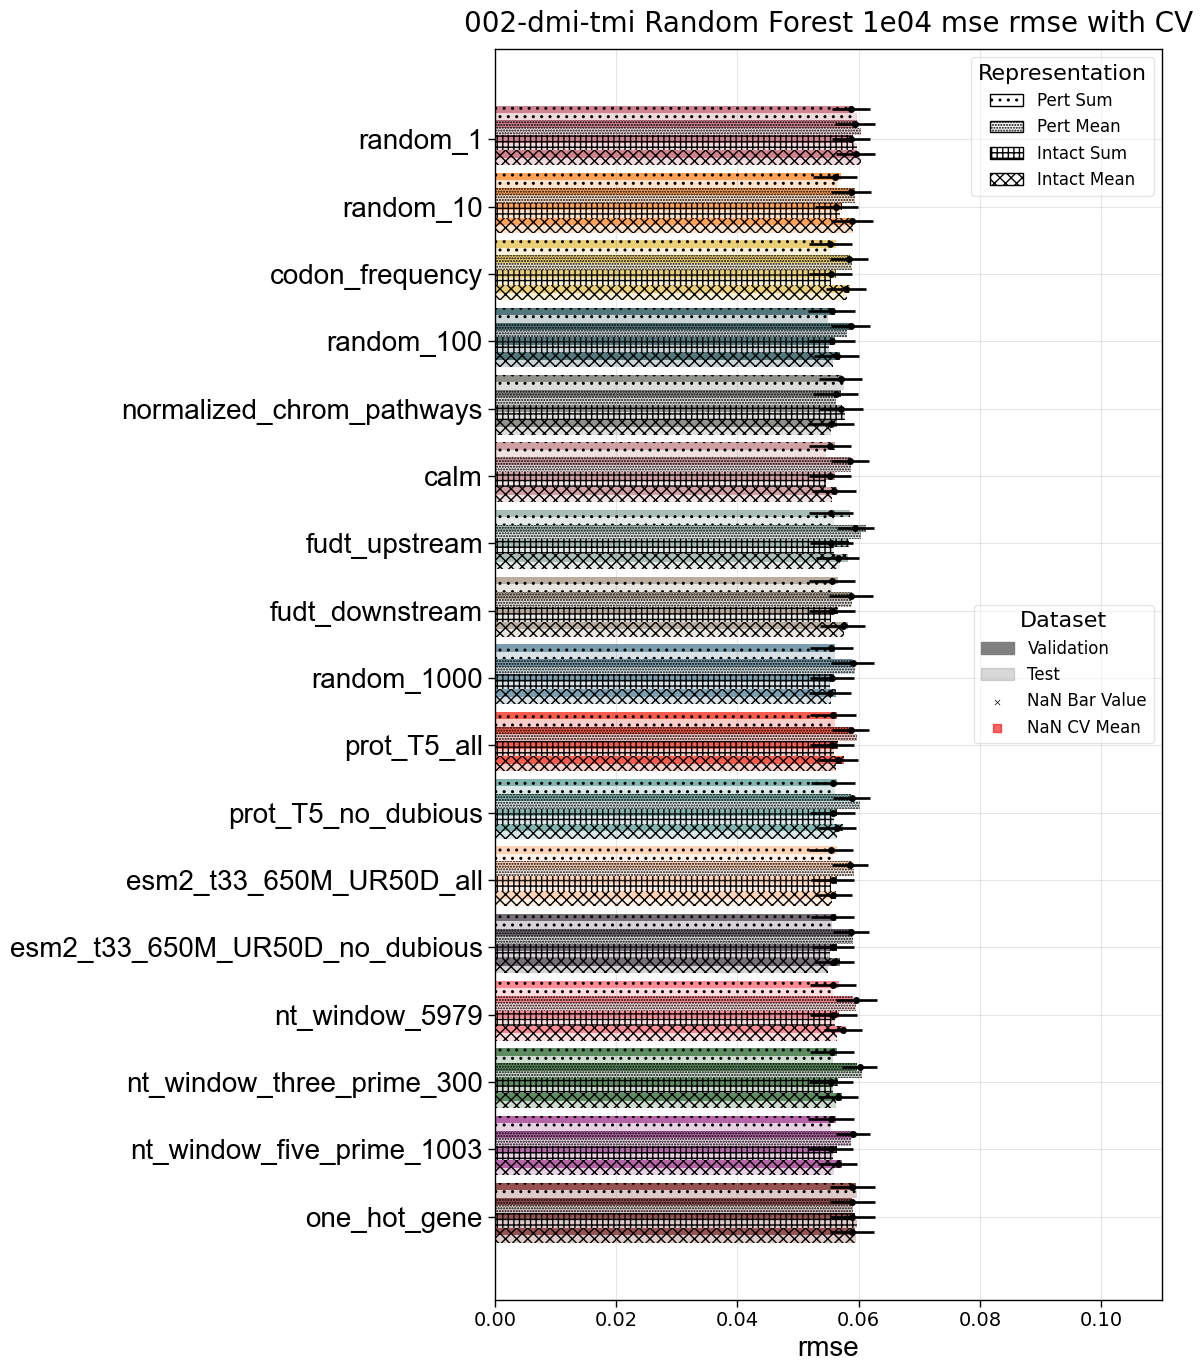 002-dmi-tmi Random Forest 1e04 mse rmse with CV
Representation
Pert Sum
Pert Mean
Intact Sum
Intact Mean
random_1
random_10
codon_frequency
random_100
normalized_chrom_pathways
calm
fudt_upstream
fudt_downstream
Dataset
Validation
Test
NaN Bar Value
NaN CV Mean
random_1000
prot_T5_all
prot_T5_no_dubious
esm2_t33_650M_UR50D_all
esm2_t33_650M_UR50D_no_dubious
nt_window_5979
nt_window_three_prime_300
nt_window_five_prime_1003
one_hot_gene
0.00 0.02 0.04 0.06 0.08 0.10
rmse